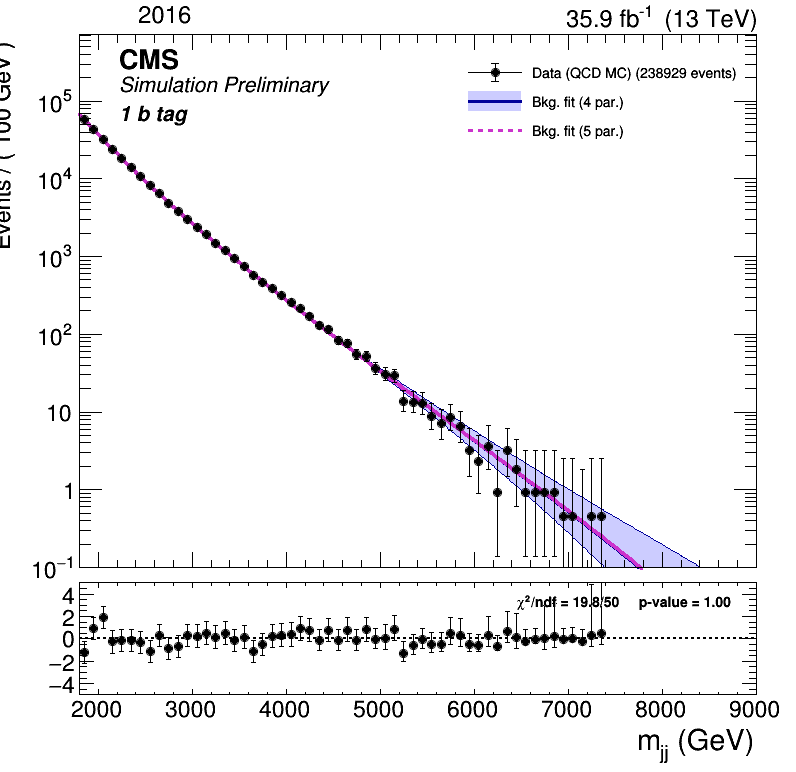 2016
35.9 fb⁻¹ (13 TeV)
CMS
Simulation Preliminary
1 b tag
Data (QCD MC) (238929 events)
Bkg. fit (4 par.)
Bkg. fit (5 par.)
Events / ( 100 GeV )
10⁵
10⁴
10³
10²
10
1
10⁻¹
χ²/ndf = 19.8/50 p-value = 1.00
4
2
0
−2
−4
2000 3000 4000 5000 6000 7000 8000 9000
m_jj (GeV)